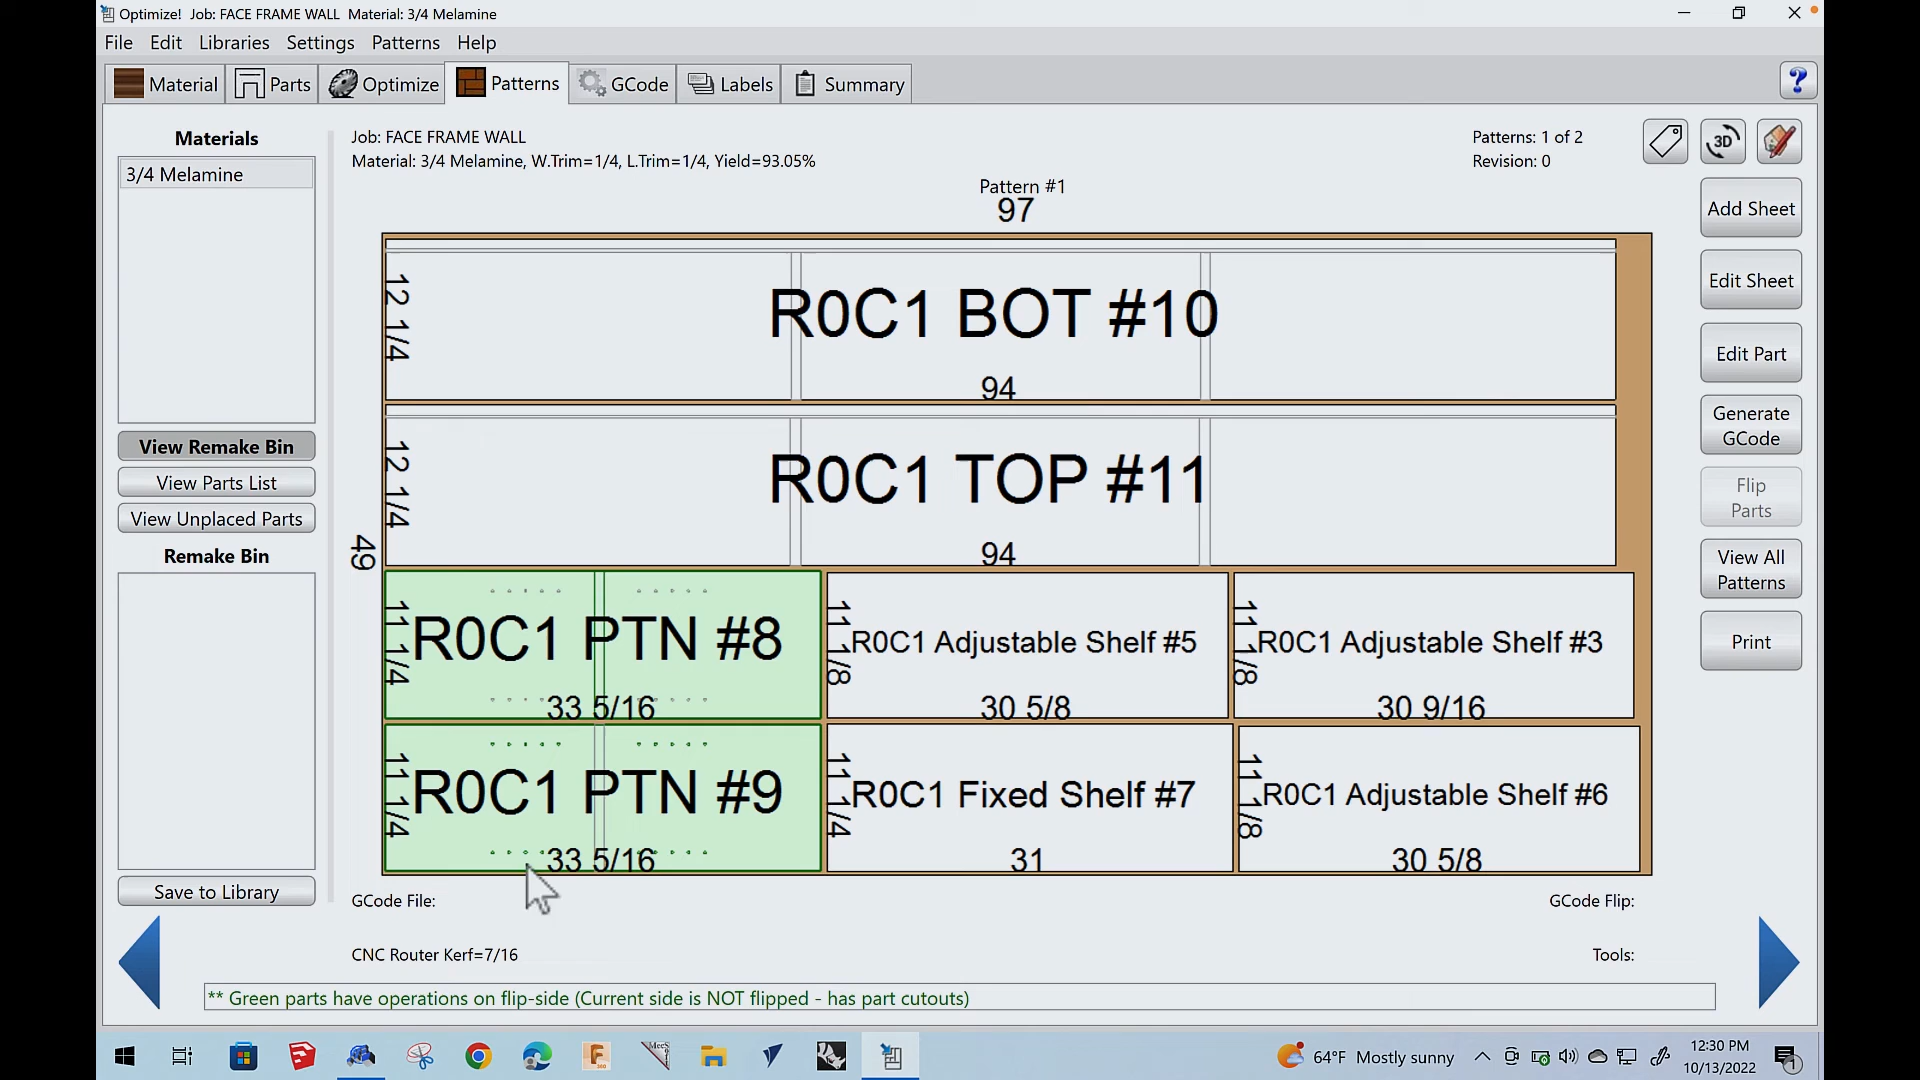 Optimize! Job: FACE FRAME WALL Material: 3/4 Melamine
File Edit Libraries Settings Patterns Help
Material Parts Optimize Patterns GCode Labels Summary
?
Materials
3/4 Melamine
View Remake Bin
View Parts List
View Unplaced Parts
Remake Bin
Save to Library
Job: FACE FRAME WALL
Material: 3/4 Melamine, W.Trim=1/4, L.Trim=1/4, Yield=93.05%
Patterns: 1 of 2
Revision: 0
3D
Pattern #1
97
49
12 1/4
R0C1 BOT #10
94
12 1/4
R0C1 TOP #11
94
11 1/4
R0C1 PTN #8
33 5/16
11 1/8
R0C1 Adjustable Shelf #5
30 5/8
11 1/8
R0C1 Adjustable Shelf #3
30 9/16
11 1/4
R0C1 PTN #9
33 5/16
11 1/4
R0C1 Fixed Shelf #7
31
11 1/8
R0C1 Adjustable Shelf #6
30 5/8
Add Sheet
Edit Sheet
Edit Part
Generate
GCode
Flip
Parts
View All
Patterns
Print
GCode File:
GCode Flip:
CNC Router Kerf=7/16
Tools:
** Green parts have operations on flip-side (Current side is NOT flipped - has part cutouts)
64°F Mostly sunny
12:30 PM
10/13/2022
1